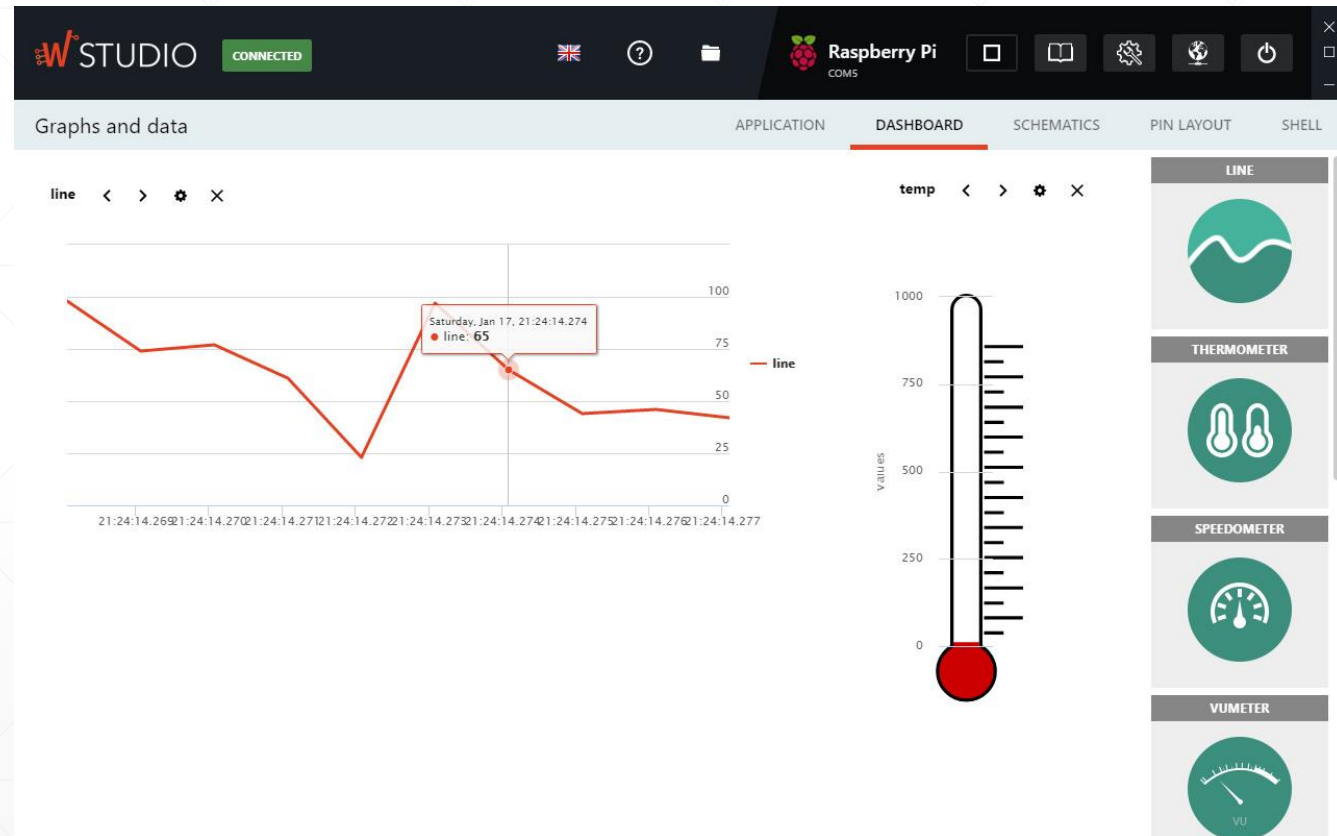 W STUDIO CONNECTED
Raspberry Pi
COM5
Graphs and data APPLICATION DASHBOARD SCHEMATICS PIN LAYOUT SHELL
line
100
75
50
25
0
Saturday, Jan 17, 21:24:14.274
line: 65
line
21:24:14.269 21:24:14.270 21:24:14.271 21:24:14.272 21:24:14.273 21:24:14.274 21:24:14.275 21:24:14.276 21:24:14.277
temp
1000
750
500
250
0
values
LINE
THERMOMETER
SPEEDOMETER
VUMETER
VU